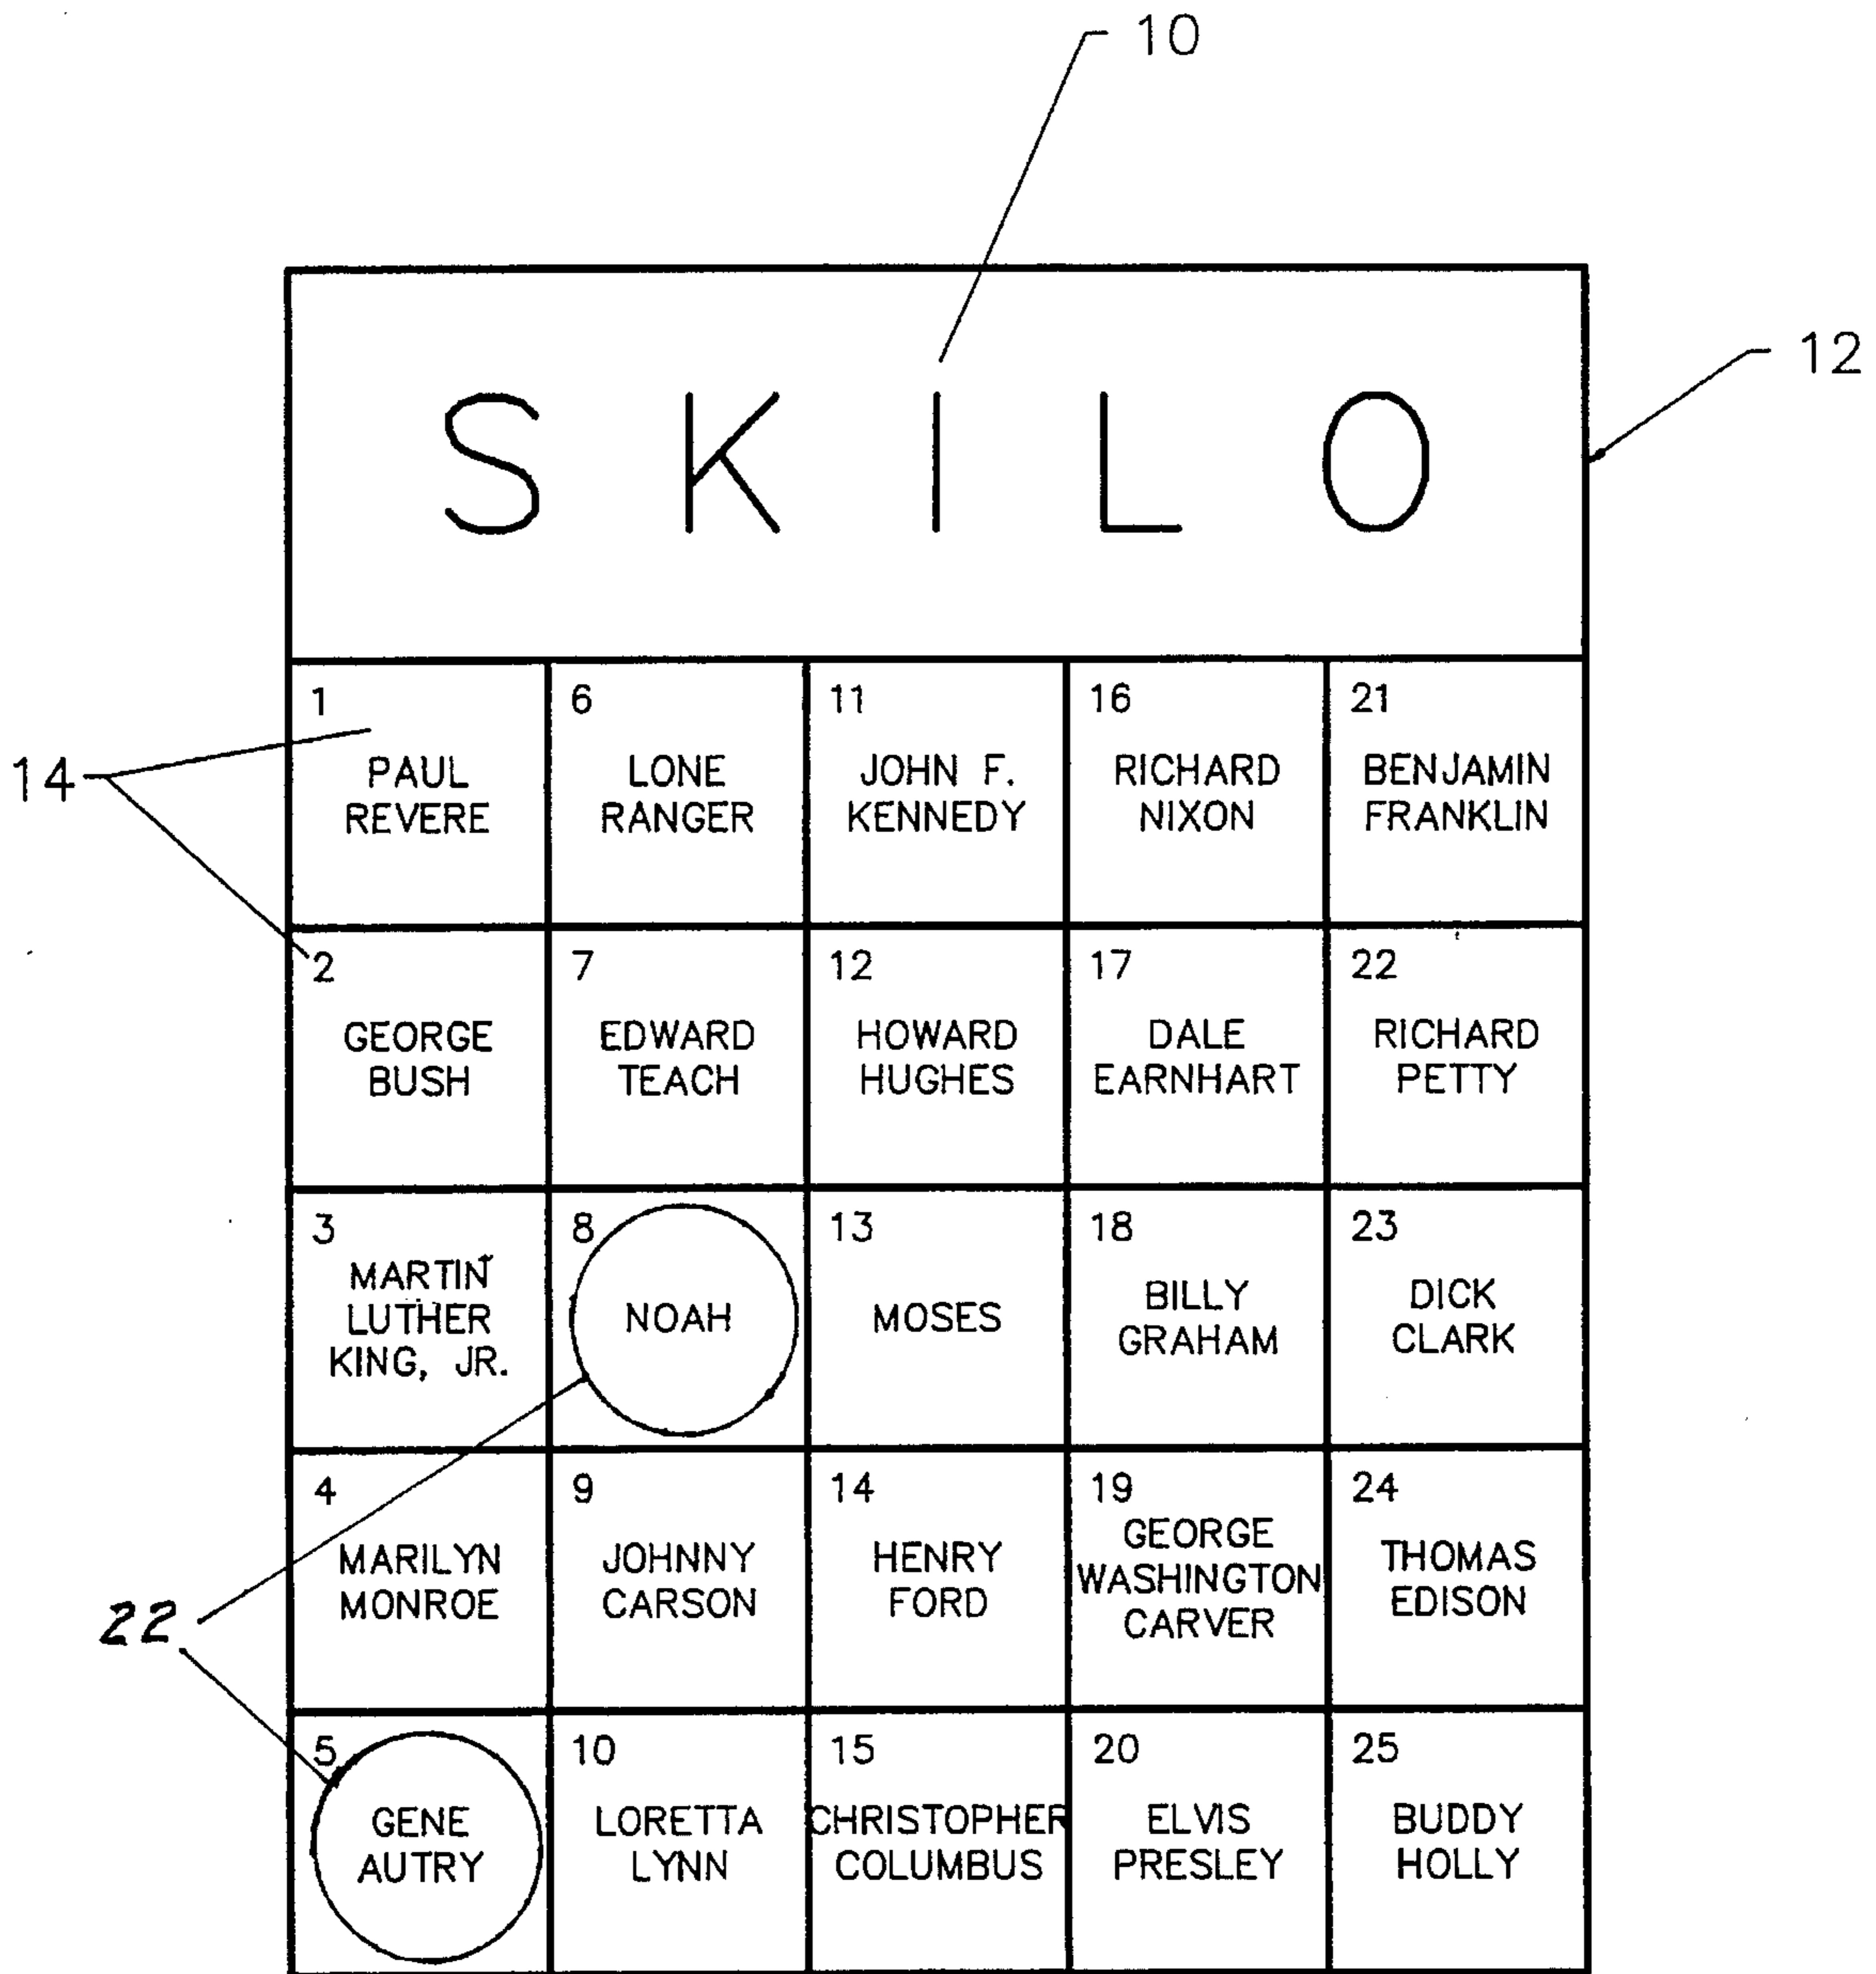 10
12
S K I L O
14
1
PAUL
REVERE
6
LONE
RANGER
11
JOHN F.
KENNEDY
16
RICHARD
NIXON
21
BENJAMIN
FRANKLIN
2
GEORGE
BUSH
7
EDWARD
TEACH
12
HOWARD
HUGHES
17
DALE
EARNHART
22
RICHARD
PETTY
3
MARTIN
LUTHER
KING, JR.
8
NOAH
13
MOSES
18
BILLY
GRAHAM
23
DICK
CLARK
4
MARILYN
MONROE
9
JOHNNY
CARSON
14
HENRY
FORD
19
GEORGE
WASHINGTON
CARVER
24
THOMAS
EDISON
22
5
GENE
AUTRY
10
LORETTA
LYNN
15
CHRISTOPHER
COLUMBUS
20
ELVIS
PRESLEY
25
BUDDY
HOLLY